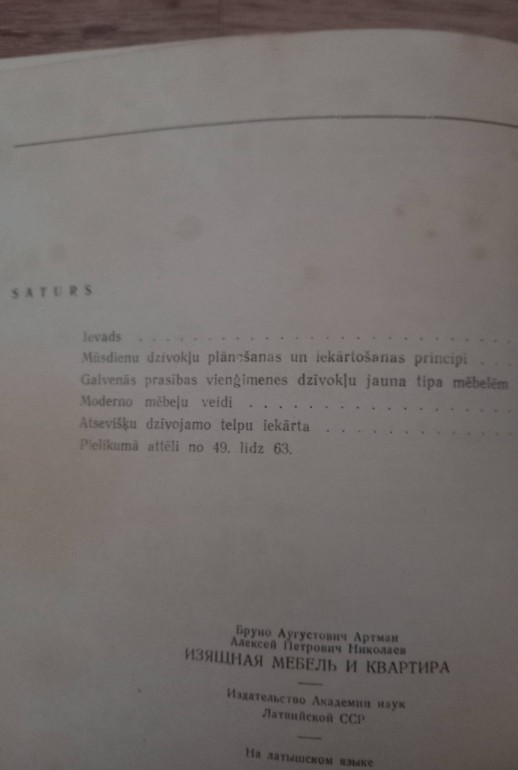 SATURS
Ievads . . . . . . . . . . . . . . . . . . . . . . . . . .
Mūsdienu dzīvokļu plānošanas un iekārtošanas principi . . .
Galvenās prasības vienģimenes dzīvokļu jauna tipa mēbelēm
Moderno mēbeļu veidi . . . . . . . . . . . . . . . . . .
Atsevišķu dzīvojamo telpu iekārta . . . . . . . . . . . .
Pielikumā attēli no 49. līdz 63.
Бруно Аугустович Артман
Алексей Петрович Николаев
ИЗЯЩНАЯ МЕБЕЛЬ И КВАРТИРА
Издательство Академии наук
Латвийской ССР
На латышском языке